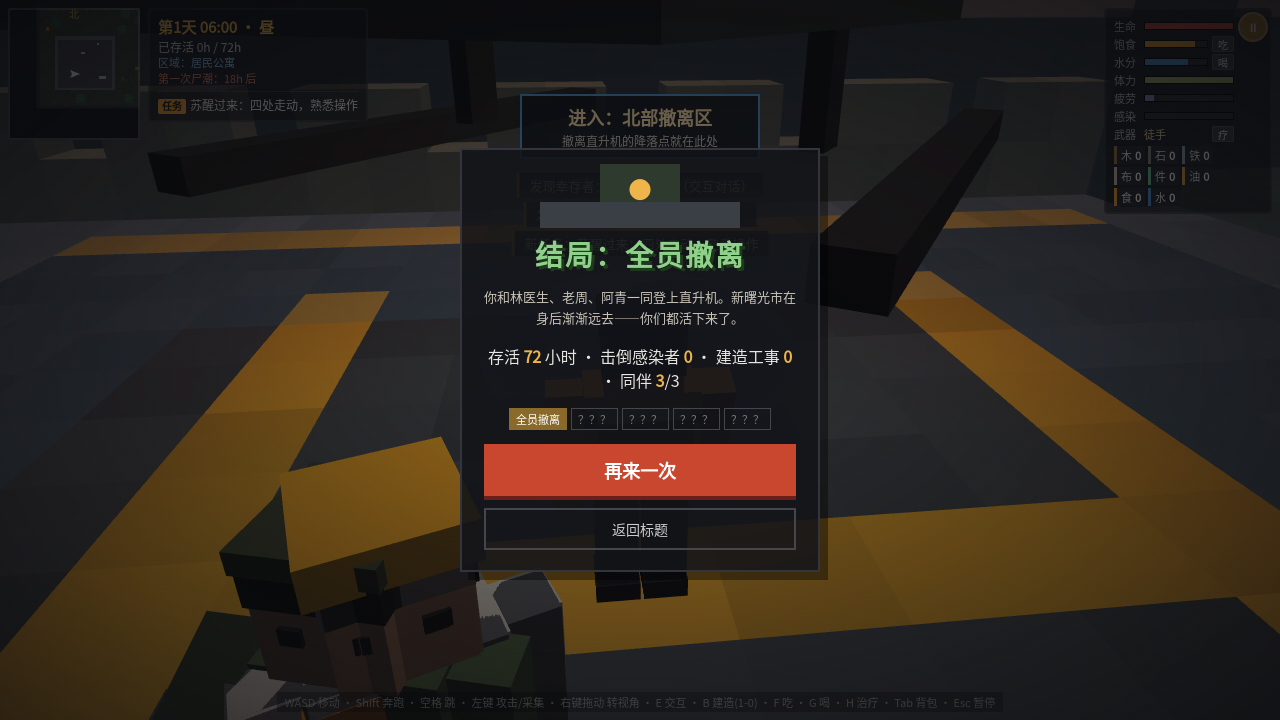 北
第1天 06:00 · 昼
已存活 0h / 72h
区域：居民公寓
第一次尸潮：18h 后
任务 苏醒过来：四处走动，熟悉操作
进入：北部撤离区
撤离直升机的降落点就在此处
结局：全员撤离
你和林医生、老周、阿青一同登上直升机。新曙光市在
身后渐渐远去——你们都活下来了。
存活 72 小时 · 击倒感染者 0 · 建造工事 0
· 同伴 3/3
全员撤离 ？？？ ？？？ ？？？ ？？？
再来一次
返回标题
生命
饱食 吃
水分 喝
体力
疲劳
感染
武器 徒手 疗
木 0 石 0 铁 0
布 0 件 0 油 0
食 0 水 0
WASD 移动 · Shift 奔跑 · 空格 跳 · 左键 攻击/采集 · 右键拖动 转视角 · E 交互 · B 建造(1-0) · F 吃 · G 喝 · H 治疗 · Tab 背包 · Esc 暂停